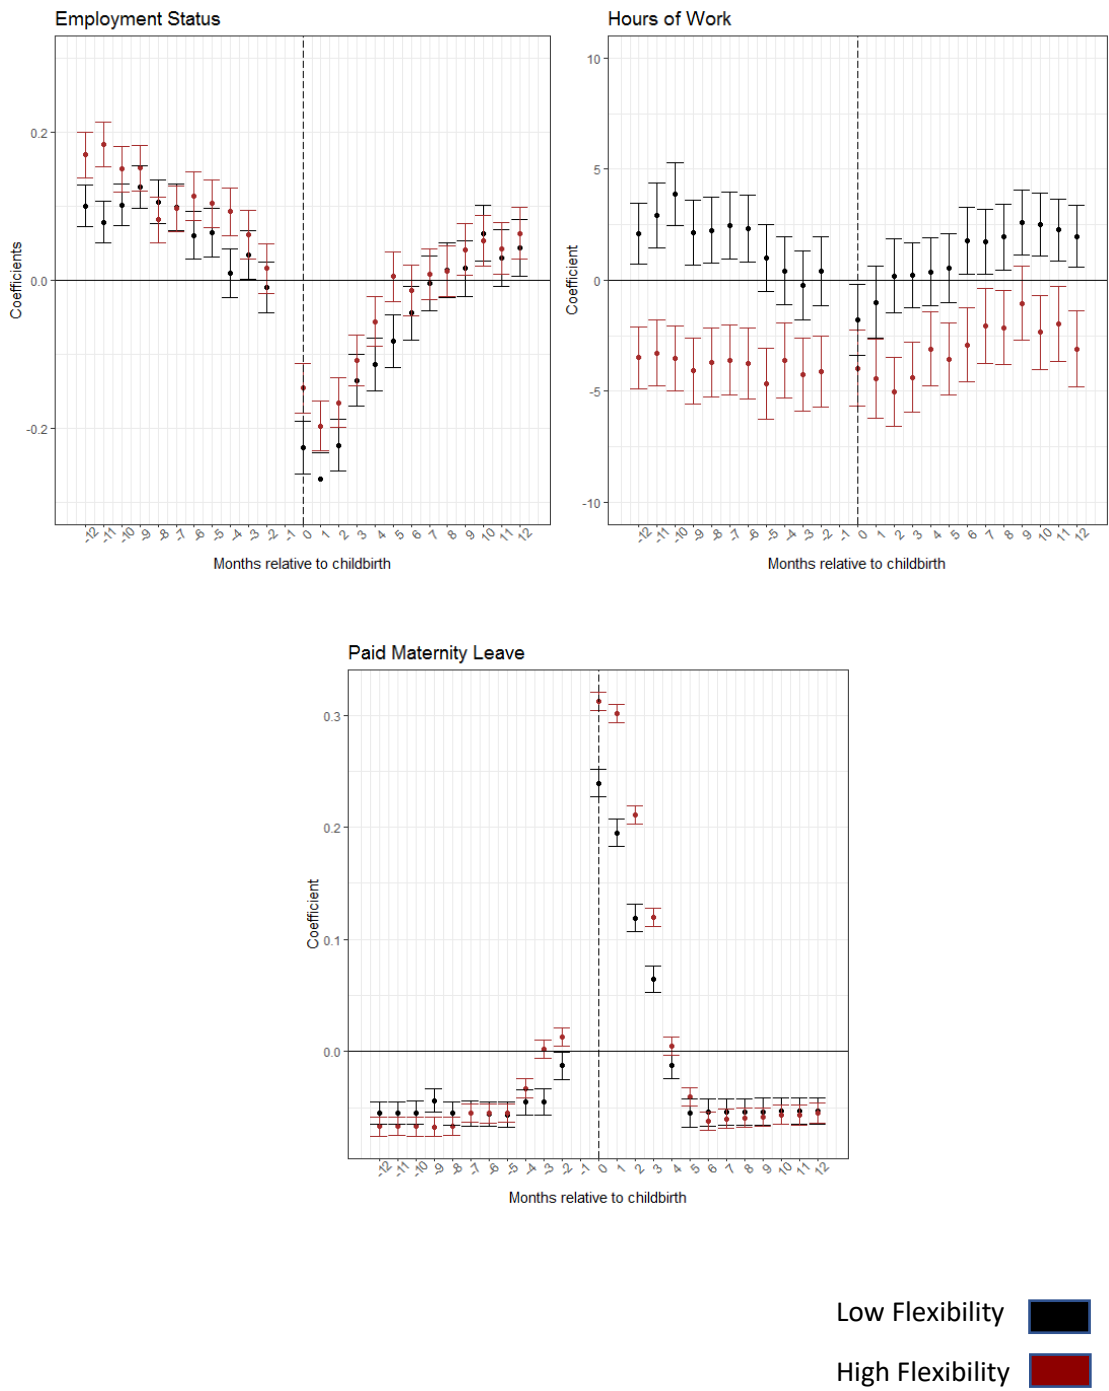 Employment Status
Hours of Work
0.2
0.0
-0.2
Coefficients
-12 -11 -10 -9 -8 -7 -6 -5 -4 -3 -2 -1 0 1 2 3 4 5 6 7 8 9 10 11 12
Months relative to childbirth
10
5
0
-5
-10
Coefficient
-12 -11 -10 -9 -8 -7 -6 -5 -4 -3 -2 -1 0 1 2 3 4 5 6 7 8 9 10 11 12
Months relative to childbirth
Paid Maternity Leave
0.3
0.2
0.1
0.0
Coefficient
-12 -11 -10 -9 -8 -7 -6 -5 -4 -3 -2 -1 0 1 2 3 4 5 6 7 8 9 10 11 12
Months relative to childbirth
Low Flexibility
High Flexibility